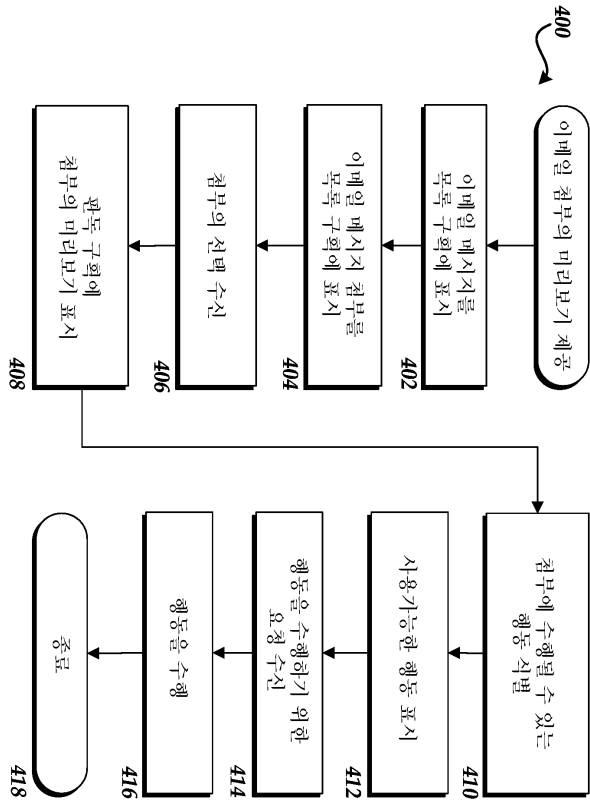 400
이메일 첨부의 미리보기 제공
이메일 메시지를
목록 구획에 표시
402
이메일 메시지 첨부를
목록 구획에 표시
404
첨부의 선택 수신
406
판독 구획에
첨부의 미리보기 표시
408
첨부에 수행될 수 있는
행동 식별
410
사용가능한 행동 표시
412
행동을 수행하기 위한
요청 수신
414
행동을 수행
416
종료
418